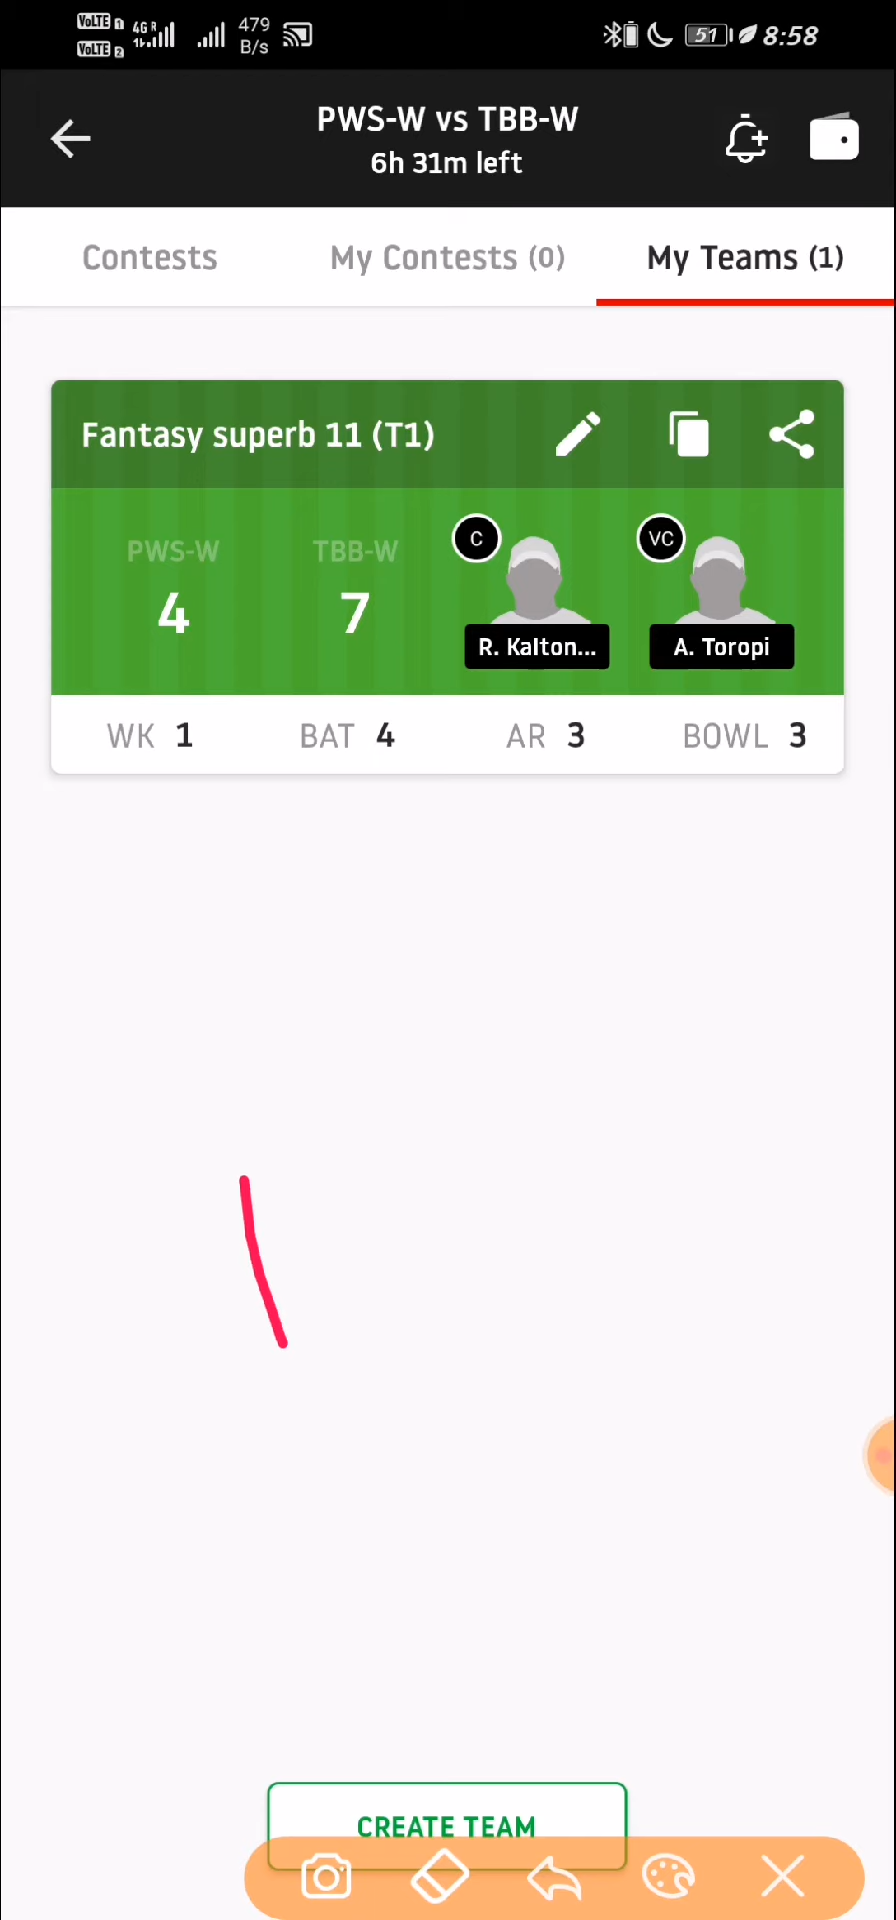 VoLTE 1 4G R 479
VoLTE 2 B/s 51 8:58
PWS-W vs TBB-W
6h 31m left
Contests My Contests (0) My Teams (1)
Fantasy superb 11 (T1)
C VC
PWS-W TBB-W
4 7
R. Kalton... A. Toropi
WK 1 BAT 4 AR 3 BOWL 3
CREATE TEAM